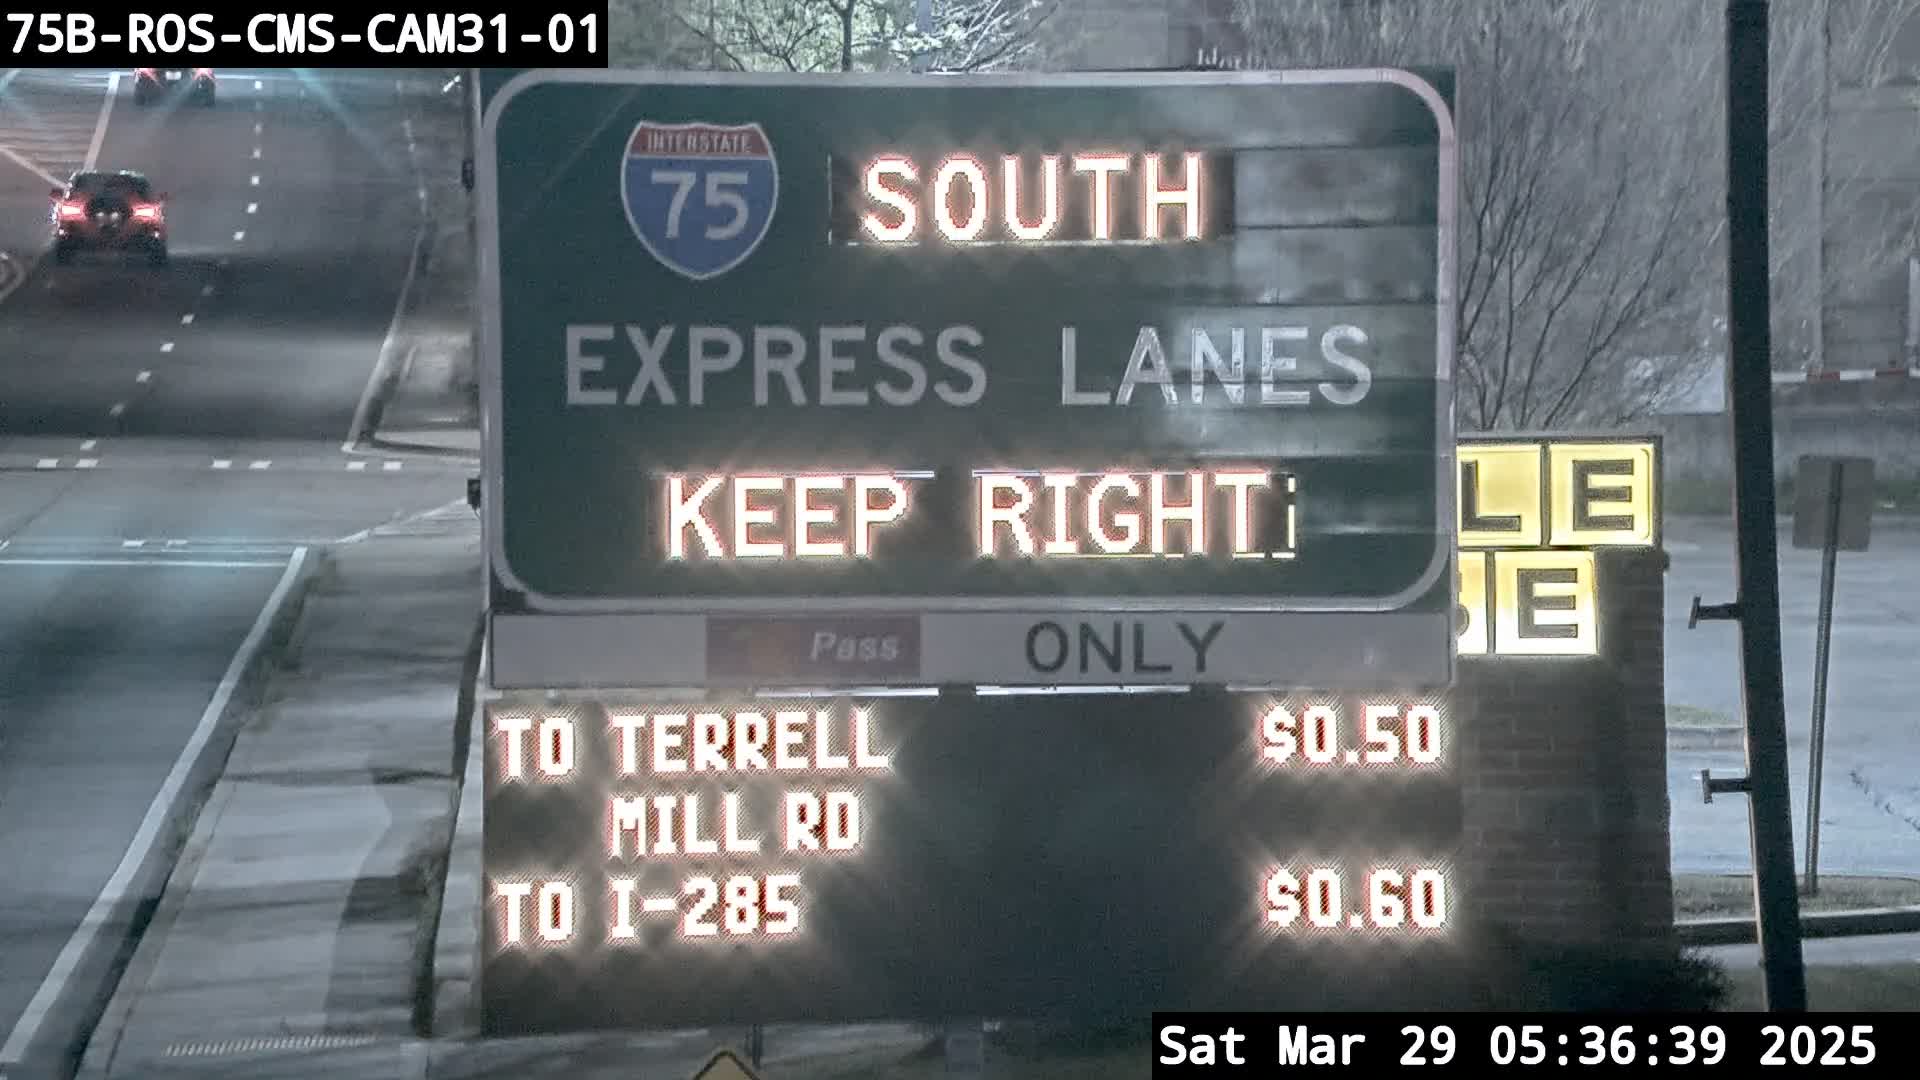 75B-ROS-CMS-CAM31-01
INTERSTATE
75
SOUTH
EXPRESS LANES
KEEP RIGHT
Pass ONLY
TO TERRELL $0.50
MILL RD
TO I-285 $0.60
LE
E
Sat Mar 29 05:36:39 2025